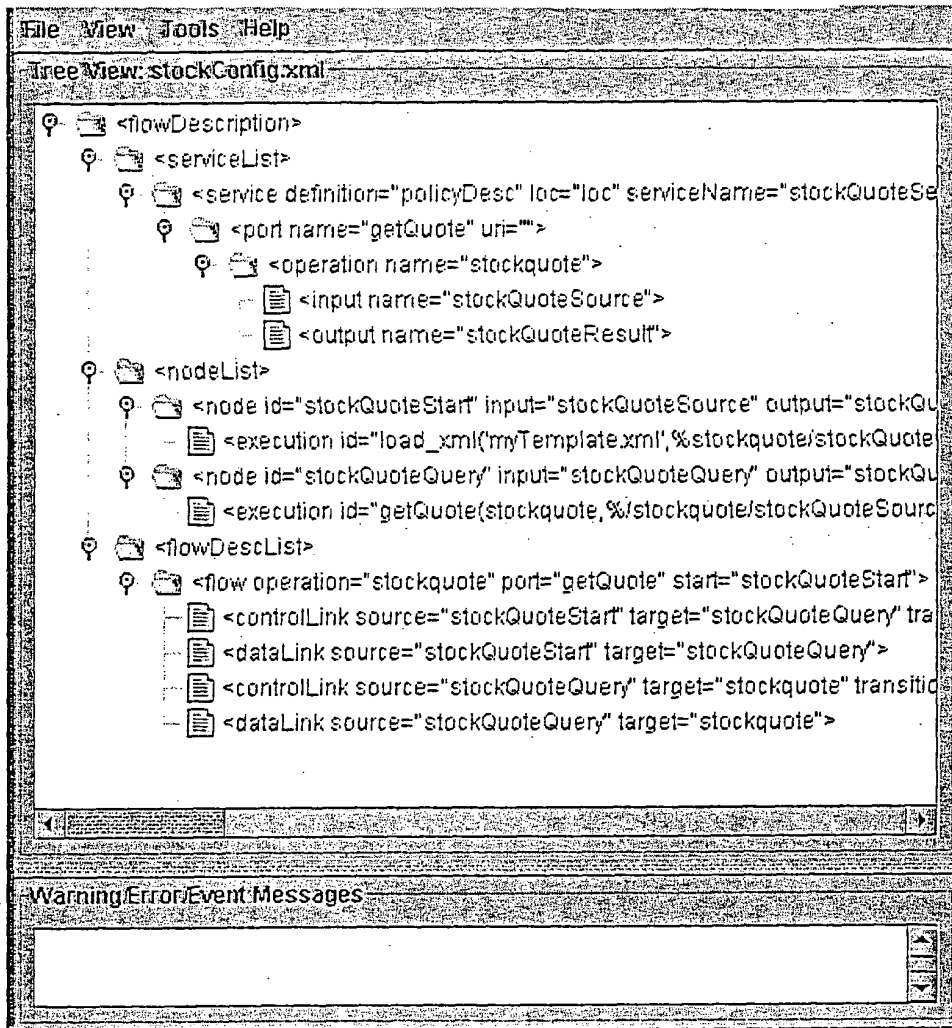 File View Tools Help
Tree View: stockConfig.xml
<flowDescription>
<serviceList>
<service definition="policyDesc" loc="loc" serviceName="stockQuoteSe
<port name="getQuote" uri="">
<operation name="stockquote">
<input name="stockQuoteSource">
<output name="stockQuoteResult">
<nodeList>
<node id="stockQuoteStart" input="stockQuoteSource" output="stockQu
<execution id="load_xml('myTemplate.xml',%stockquote/stockQuote
<node id="stockQuoteQuery" input="stockQuoteQuery" output="stockQu
<execution id="getQuote(stockquote,%/stockquote/stockQuoteSourc
<flowDescList>
<flow operation="stockquote" port="getQuote" start="stockQuoteStart">
<controlLink source="stockQuoteStart" target="stockQuoteQuery" tra
<dataLink source="stockQuoteStart" target="stockQuoteQuery">
<controlLink source="stockQuoteQuery" target="stockquote" transitio
<dataLink source="stockQuoteQuery" target="stockquote">
Warning/Error/Event Messages